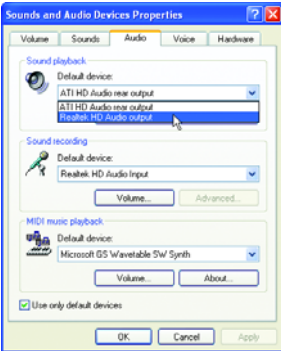 Sounds and Audio Devices Properties
Volume Sounds Audio Voice Hardware
Sound playback
Default device:
ATI HD Audio rear output
ATI HD Audio rear output
Realtek HD Audio output
Sound recording
Default device:
Realtek HD Audio Input
Volume... Advanced...
MIDI music playback
Default device:
Microsoft GS Wavetable SW Synth
Volume... About...
Use only default devices
OK Cancel Apply